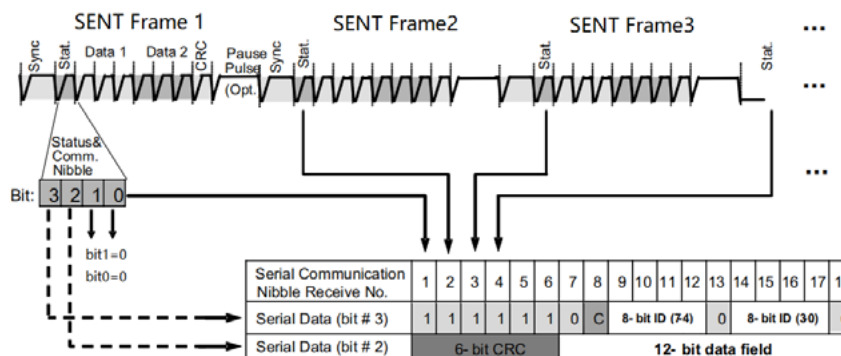 SENT Frame 1 SENT Frame2 SENT Frame3 ...
Sync Stat. Data 1 Data 2 CRC Pause Pulse (Opt. Sync Stat. Stat. Stat.
...
Status& Comm. Nibble
...
Bit: 3 2 1 0
bit1=0
bit0=0
Serial Communication Nibble Receive No. 1 2 3 4 5 6 7 8 9 10 11 12 13 14 15 16 17 1
Serial Data (bit # 3) 1 1 1 1 1 1 0 C 8- bit ID (7-4) 0 8- bit ID (3-0)
Serial Data (bit # 2) 6- bit CRC 12- bit data field